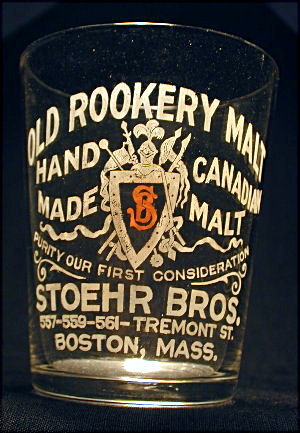 OLD ROOKERY MALT
HAND CANADIAN
MADE MALT
SB
PURITY OUR FIRST CONSIDERATION
STOEHR BROS.
557-559-561-TREMONT ST.
BOSTON, MASS.